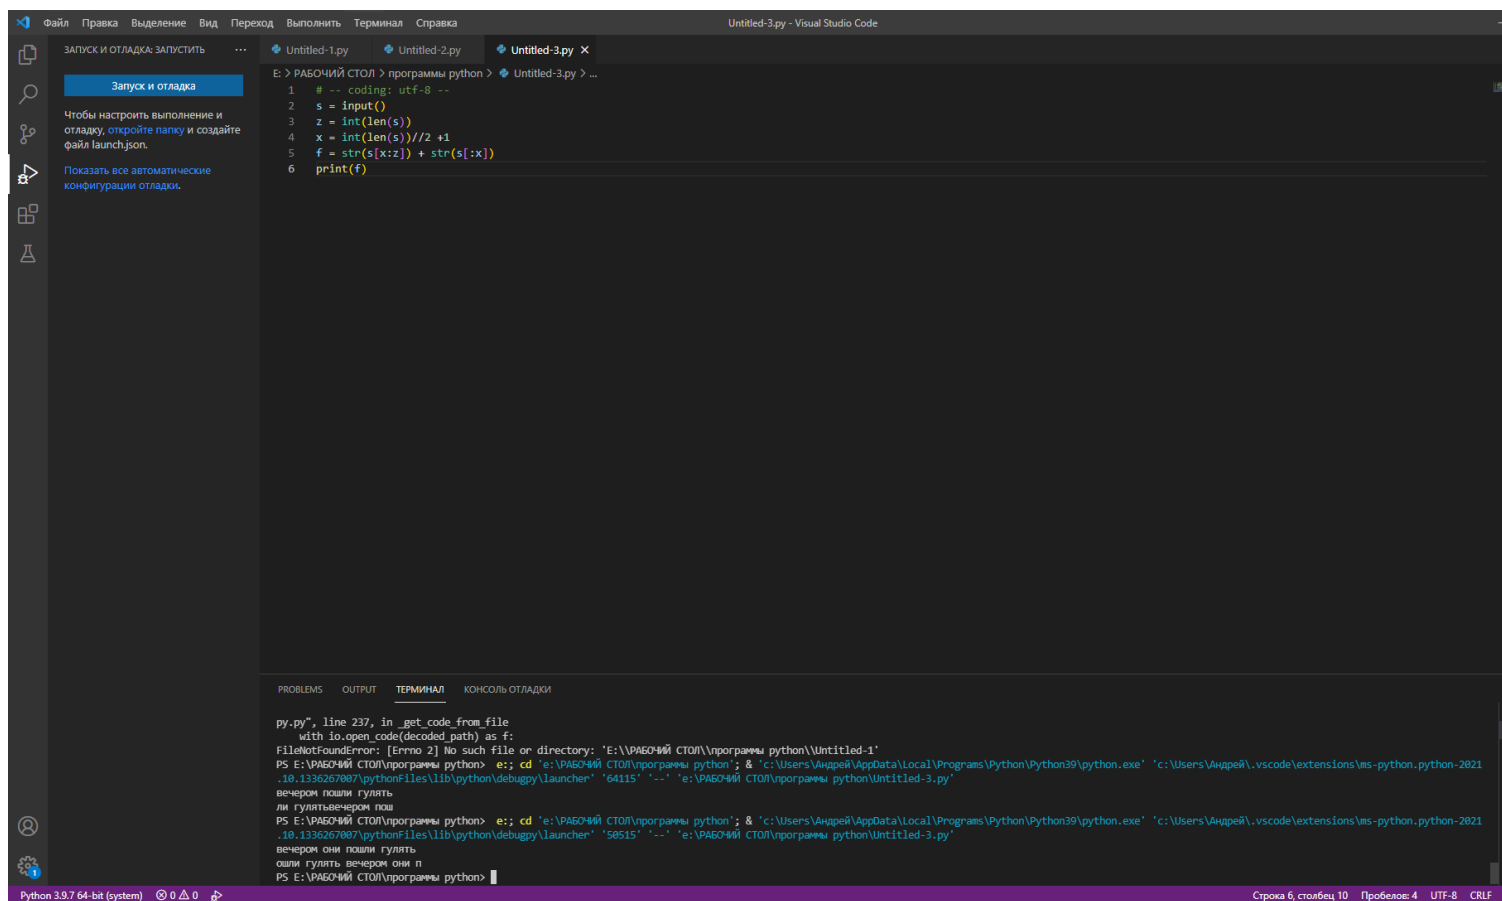 Файл Правка Выделение Вид Переход Выполнить Терминал Справка
Untitled-3.py - Visual Studio Code
ЗАПУСК И ОТЛАДКА: ЗАПУСТИТЬ ···
Запуск и отладка
Чтобы настроить выполнение и
отладку, откройте папку и создайте
файл launch.json.
Показать все автоматические
конфигурации отладки.
Untitled-1.py Untitled-2.py Untitled-3.py
E: > РАБОЧИЙ СТОЛ > программы python > Untitled-3.py > ...
1 # -- coding: utf-8 --
2 s = input()
3 z = int(len(s))
4 x = int(len(s))//2 +1
5 f = str(s[x:z]) + str(s[:x])
6 print(f)
PROBLEMS OUTPUT ТЕРМИНАЛ КОНСОЛЬ ОТЛАДКИ
py.py", line 237, in _get_code_from_file
with io.open_code(decoded_path) as f:
FileNotFoundError: [Errno 2] No such file or directory: 'E:\\РАБОЧИЙ СТОЛ\\программы python\\Untitled-1'
PS E:\РАБОЧИЙ СТОЛ\программы python> e:; cd 'e:\РАБОЧИЙ СТОЛ\программы python'; & 'c:\Users\Андрей\AppData\Local\Programs\Python\Python39\python.exe' 'c:\Users\Андрей\.vscode\extensions\ms-python.python-2021
.10.1336267007\pythonFiles\lib\python\debugpy\launcher' '64115' '--' 'e:\РАБОЧИЙ СТОЛ\программы python\Untitled-3.py'
вечером пошли гулять
ли гулятьвечером пош
PS E:\РАБОЧИЙ СТОЛ\программы python> e:; cd 'e:\РАБОЧИЙ СТОЛ\программы python'; & 'c:\Users\Андрей\AppData\Local\Programs\Python\Python39\python.exe' 'c:\Users\Андрей\.vscode\extensions\ms-python.python-2021
.10.1336267007\pythonFiles\lib\python\debugpy\launcher' '50515' '--' 'e:\РАБОЧИЙ СТОЛ\программы python\Untitled-3.py'
вечером они пошли гулять
ошли гулять вечером они п
PS E:\РАБОЧИЙ СТОЛ\программы python>
1
Python 3.9.7 64-bit (system) 0 0
Строка 6, столбец 10 Пробелов: 4 UTF-8 CRLF